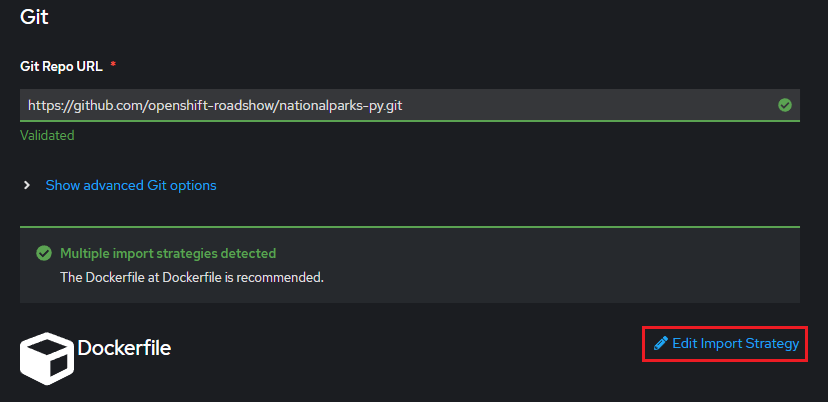 Git
Git Repo URL *
https://github.com/openshift-roadshow/nationalparks-py.git
Validated
Show advanced Git options
Multiple import strategies detected
The Dockerfile at Dockerfile is recommended.
Dockerfile
Edit Import Strategy